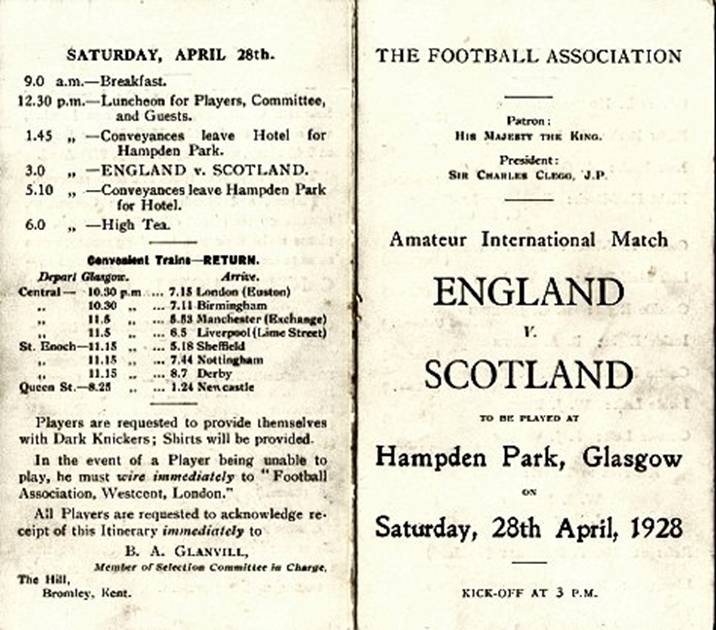 SATURDAY, APRIL 28th.
9.0 a.m.—Breakfast.
12.30 p.m.—Luncheon for Players, Committee,
and Guests.
1.45 „ —Conveyances leave Hotel for
Hampden Park.
3.0 „ —ENGLAND v. SCOTLAND.
5.10 „ —Conveyances leave Hampden Park
for Hotel.
6.0 „ —High Tea.
Convenient Trains—RETURN.
Depart Glasgow. Arrive.
Central— 10.30 p.m ... 7.15 London (Euston)
„ 10.30 „ ... 7.11 Birmingham
„ 11.5 „ ... 5.53 Manchester (Exchange)
„ 11.5 „ ... 6.5 Liverpool (Lime Street)
St. Enoch—11.15 „ ... 5.18 Sheffield
„ 11.15 „ ... 7.44 Nottingham
„ 11.15 „ ... 8.7 Derby
Queen St.—8.25 „ ... 1.24 Newcastle
Players are requested to provide themselves
with Dark Knickers; Shirts will be provided.
In the event of a Player being unable to
play, he must wire immediately to "Football
Association, Westcent, London."
All Players are requested to acknowledge re-
ceipt of this Itinerary immediately to
B. A. GLANVILL,
Member of Selection Committee in Charge,
The Hill,
Bromley, Kent.
THE FOOTBALL ASSOCIATION
Patron:
HIS MAJESTY THE KING.
President:
SIR CHARLES CLEGG, J.P.
Amateur International Match
ENGLAND
V.
SCOTLAND
TO BE PLAYED AT
Hampden Park, Glasgow
ON
Saturday, 28th April, 1928
KICK-OFF AT 3 P.M.